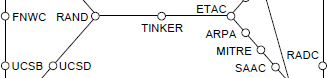 ETAC
FNWC RAND
TINKER
ARPA
MITRE
RADC
UCSB UCSD
SAAC